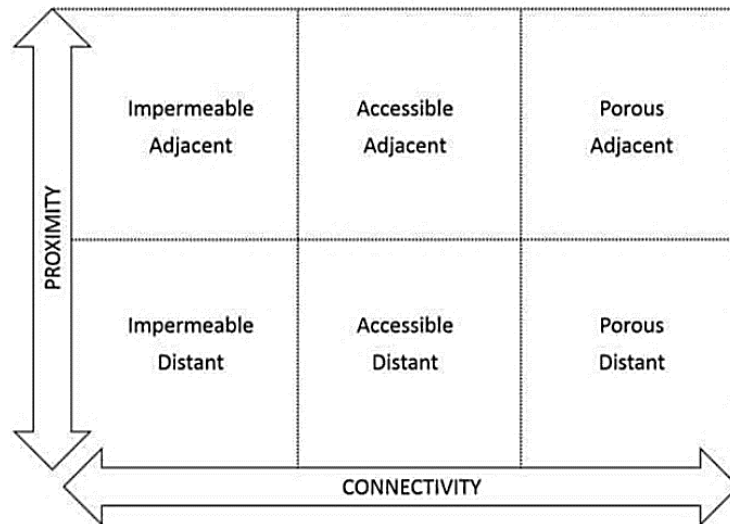 Impermeable
Adjacent
Accessible
Adjacent
Porous
Adjacent
PROXIMITY
Impermeable
Distant
Accessible
Distant
Porous
Distant
CONNECTIVITY